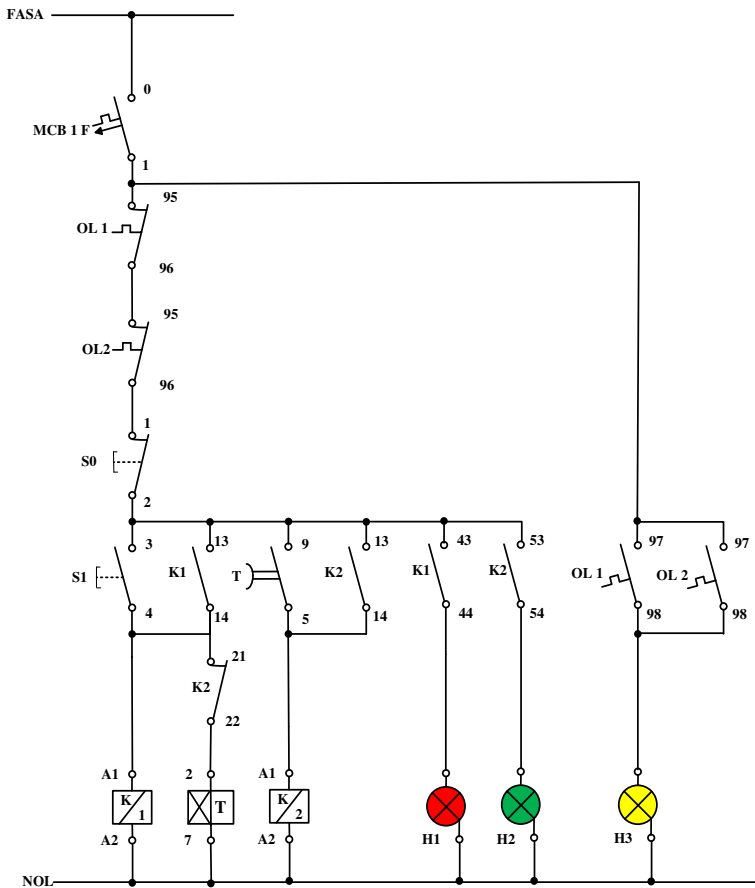 FASA
0
MCB 1 F
1
95
OL 1
96
95
OL2
96
1
S0
2
3 13 9 13 43 53 97 97
S1 K1 T K2 K1 K2 OL 1 OL 2
4 14 5 14 44 54 98 98
21
K2
22
A1 2 A1
K 1 T K 2
A2 7 A2 H1 H2 H3
NOL